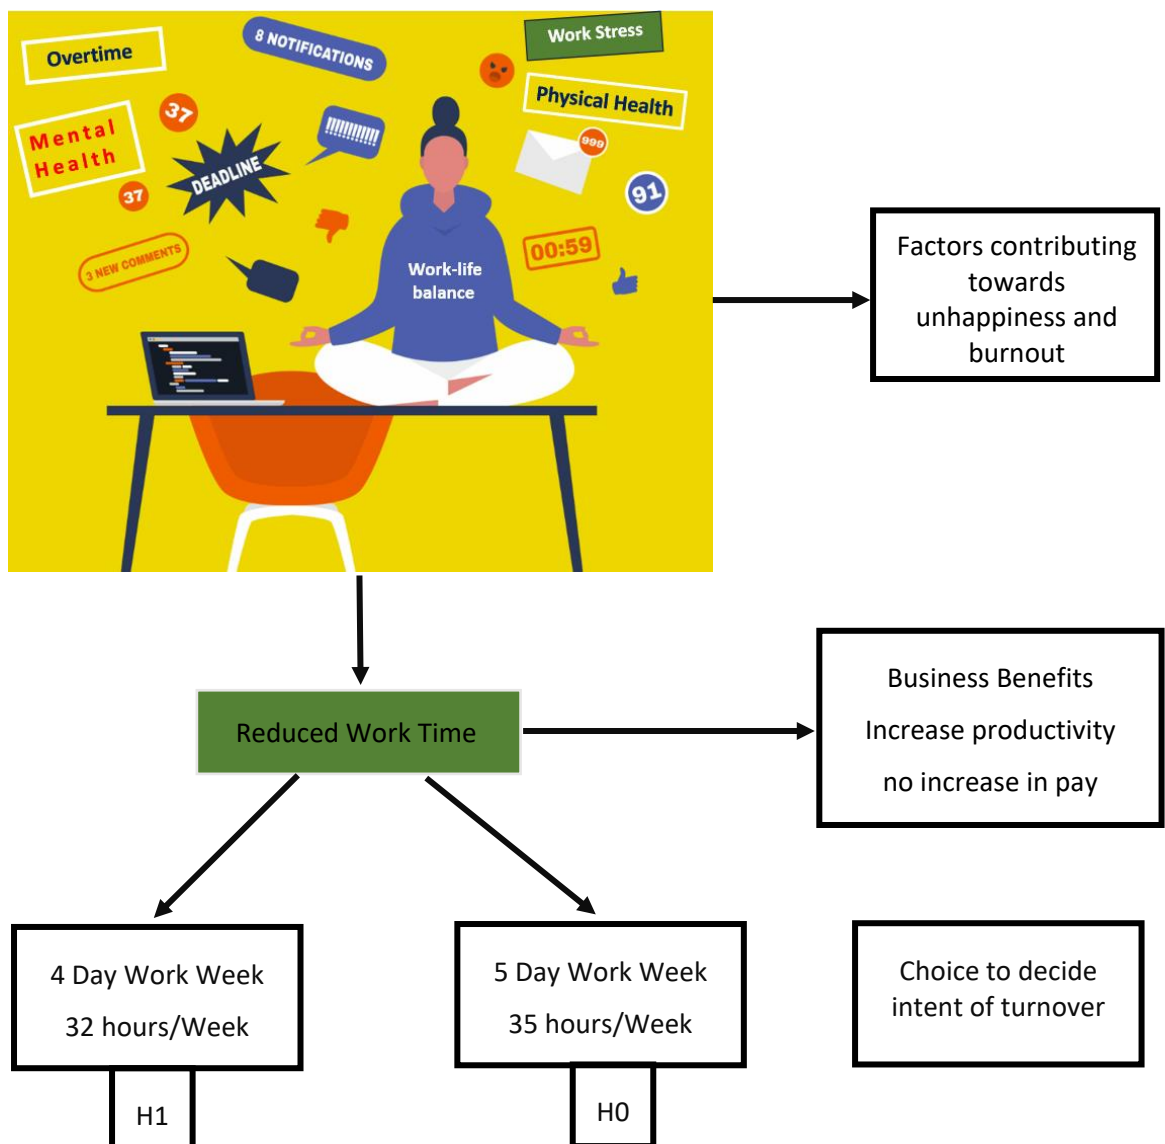 Overtime
8 NOTIFICATIONS
Work Stress
Physical Health
Mental
Health
37
DEADLINE
!!!!!!!!!!!
999
91
37
3 NEW COMMENTS
00:59
Work-life
balance
Factors contributing
towards
unhappiness and
burnout
Reduced Work Time
Business Benefits
Increase productivity
no increase in pay
4 Day Work Week
32 hours/Week
5 Day Work Week
35 hours/Week
Choice to decide
intent of turnover
H1
H0